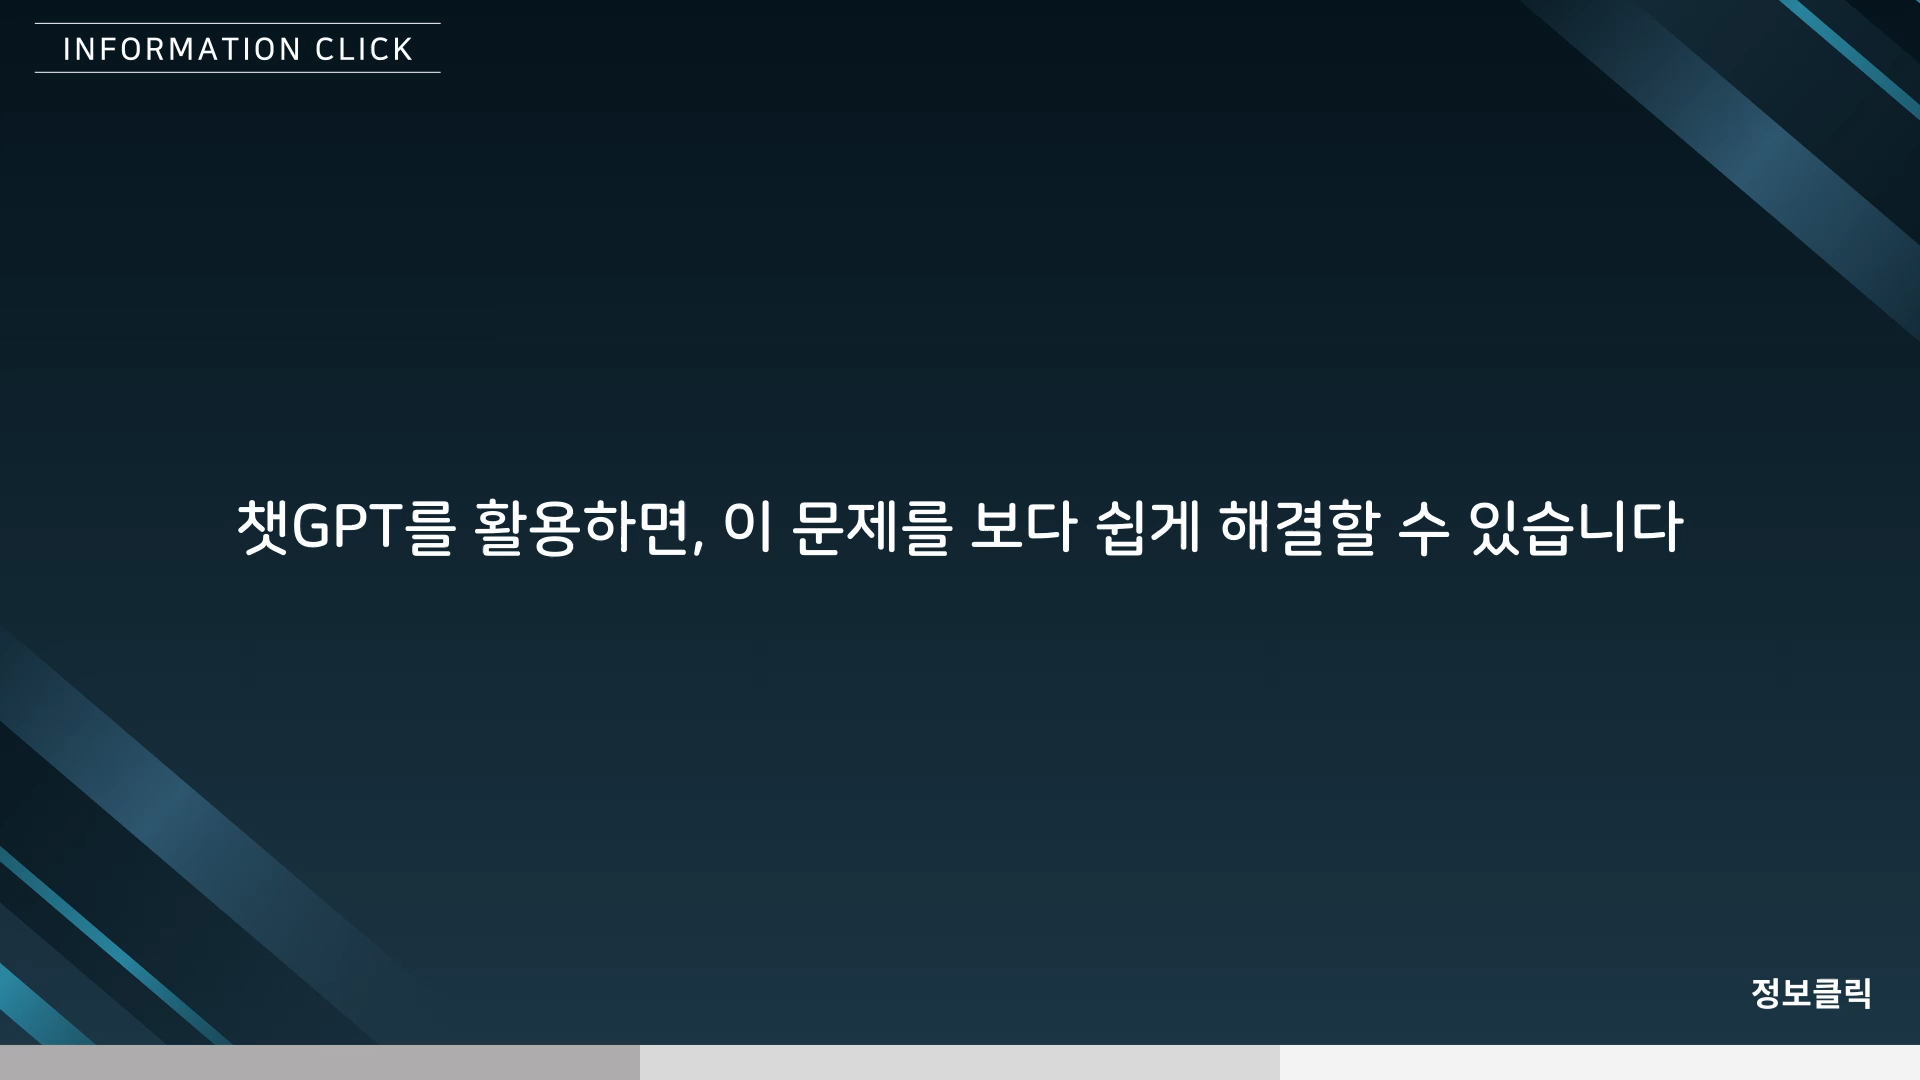 INFORMATION CLICK
챗GPT를 활용하면, 이 문제를 보다 쉽게 해결할 수 있습니다
정보클릭